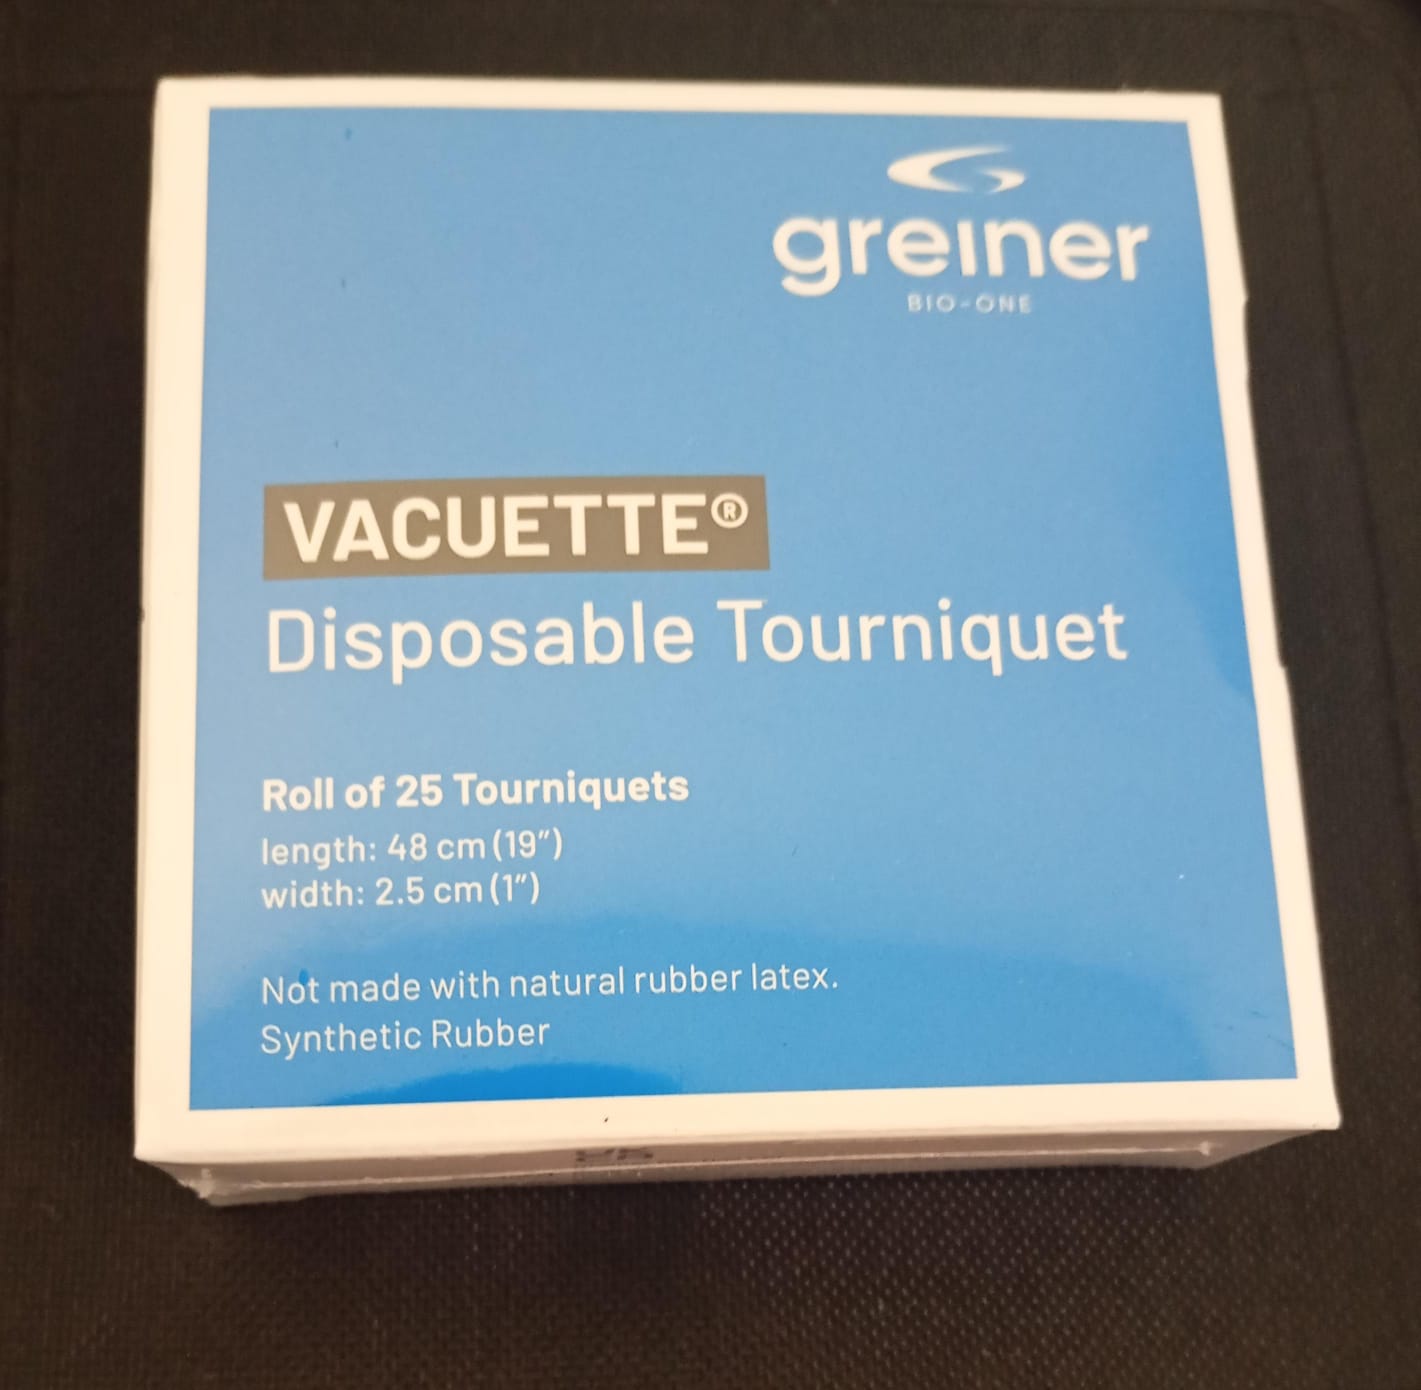 greiner
BIO-ONE
VACUETTE®
Disposable Tourniquet
Roll of 25 Tourniquets
length: 48 cm (19″)
width: 2.5 cm (1″)
Not made with natural rubber latex.
Synthetic Rubber